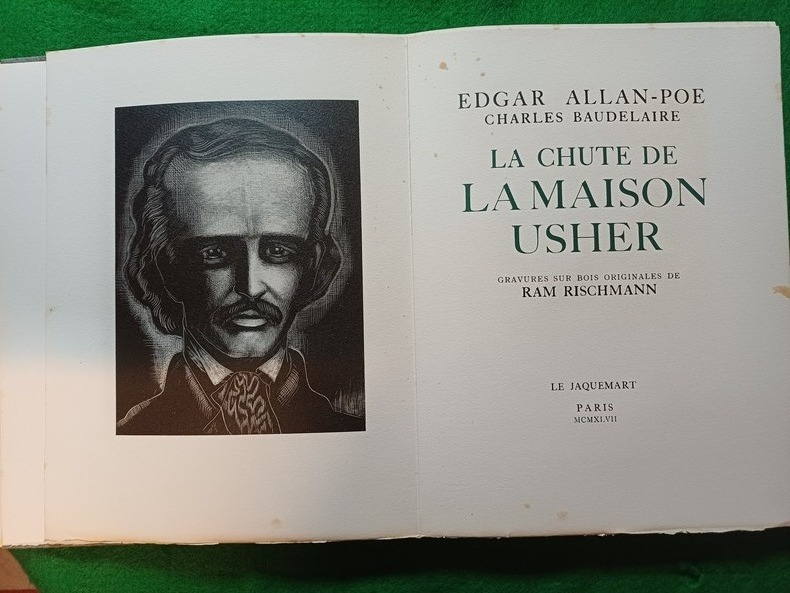 EDGAR ALLAN-POE
CHARLES BAUDELAIRE
LA CHUTE DE
LA MAISON
USHER
GRAVURES SUR BOIS ORIGINALES DE
RAM RISCHMANN
LE JAQUEMART
PARIS
MCMXLVII